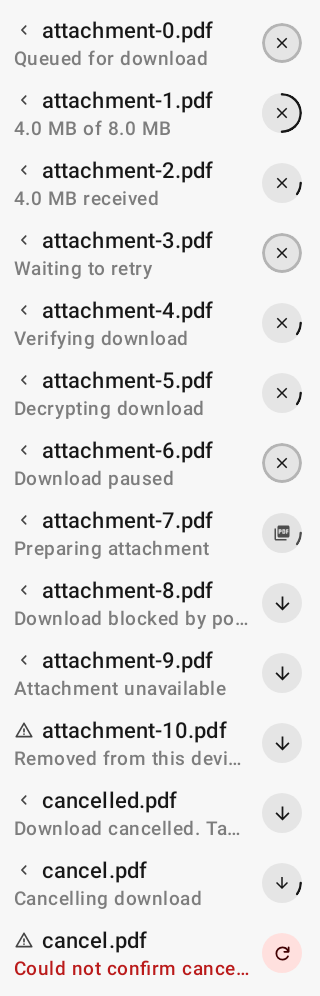 attachment-0.pdf
Queued for download
attachment-1.pdf
4.0 MB of 8.0 MB
attachment-2.pdf
4.0 MB received
attachment-3.pdf
Waiting to retry
attachment-4.pdf
Verifying download
attachment-5.pdf
Decrypting download
attachment-6.pdf
Download paused
attachment-7.pdf
PDF
Preparing attachment
attachment-8.pdf
Download blocked by po…
attachment-9.pdf
Attachment unavailable
attachment-10.pdf
Removed from this devi…
cancelled.pdf
Download cancelled. Ta…
cancel.pdf
Cancelling download
cancel.pdf
Could not confirm cance…